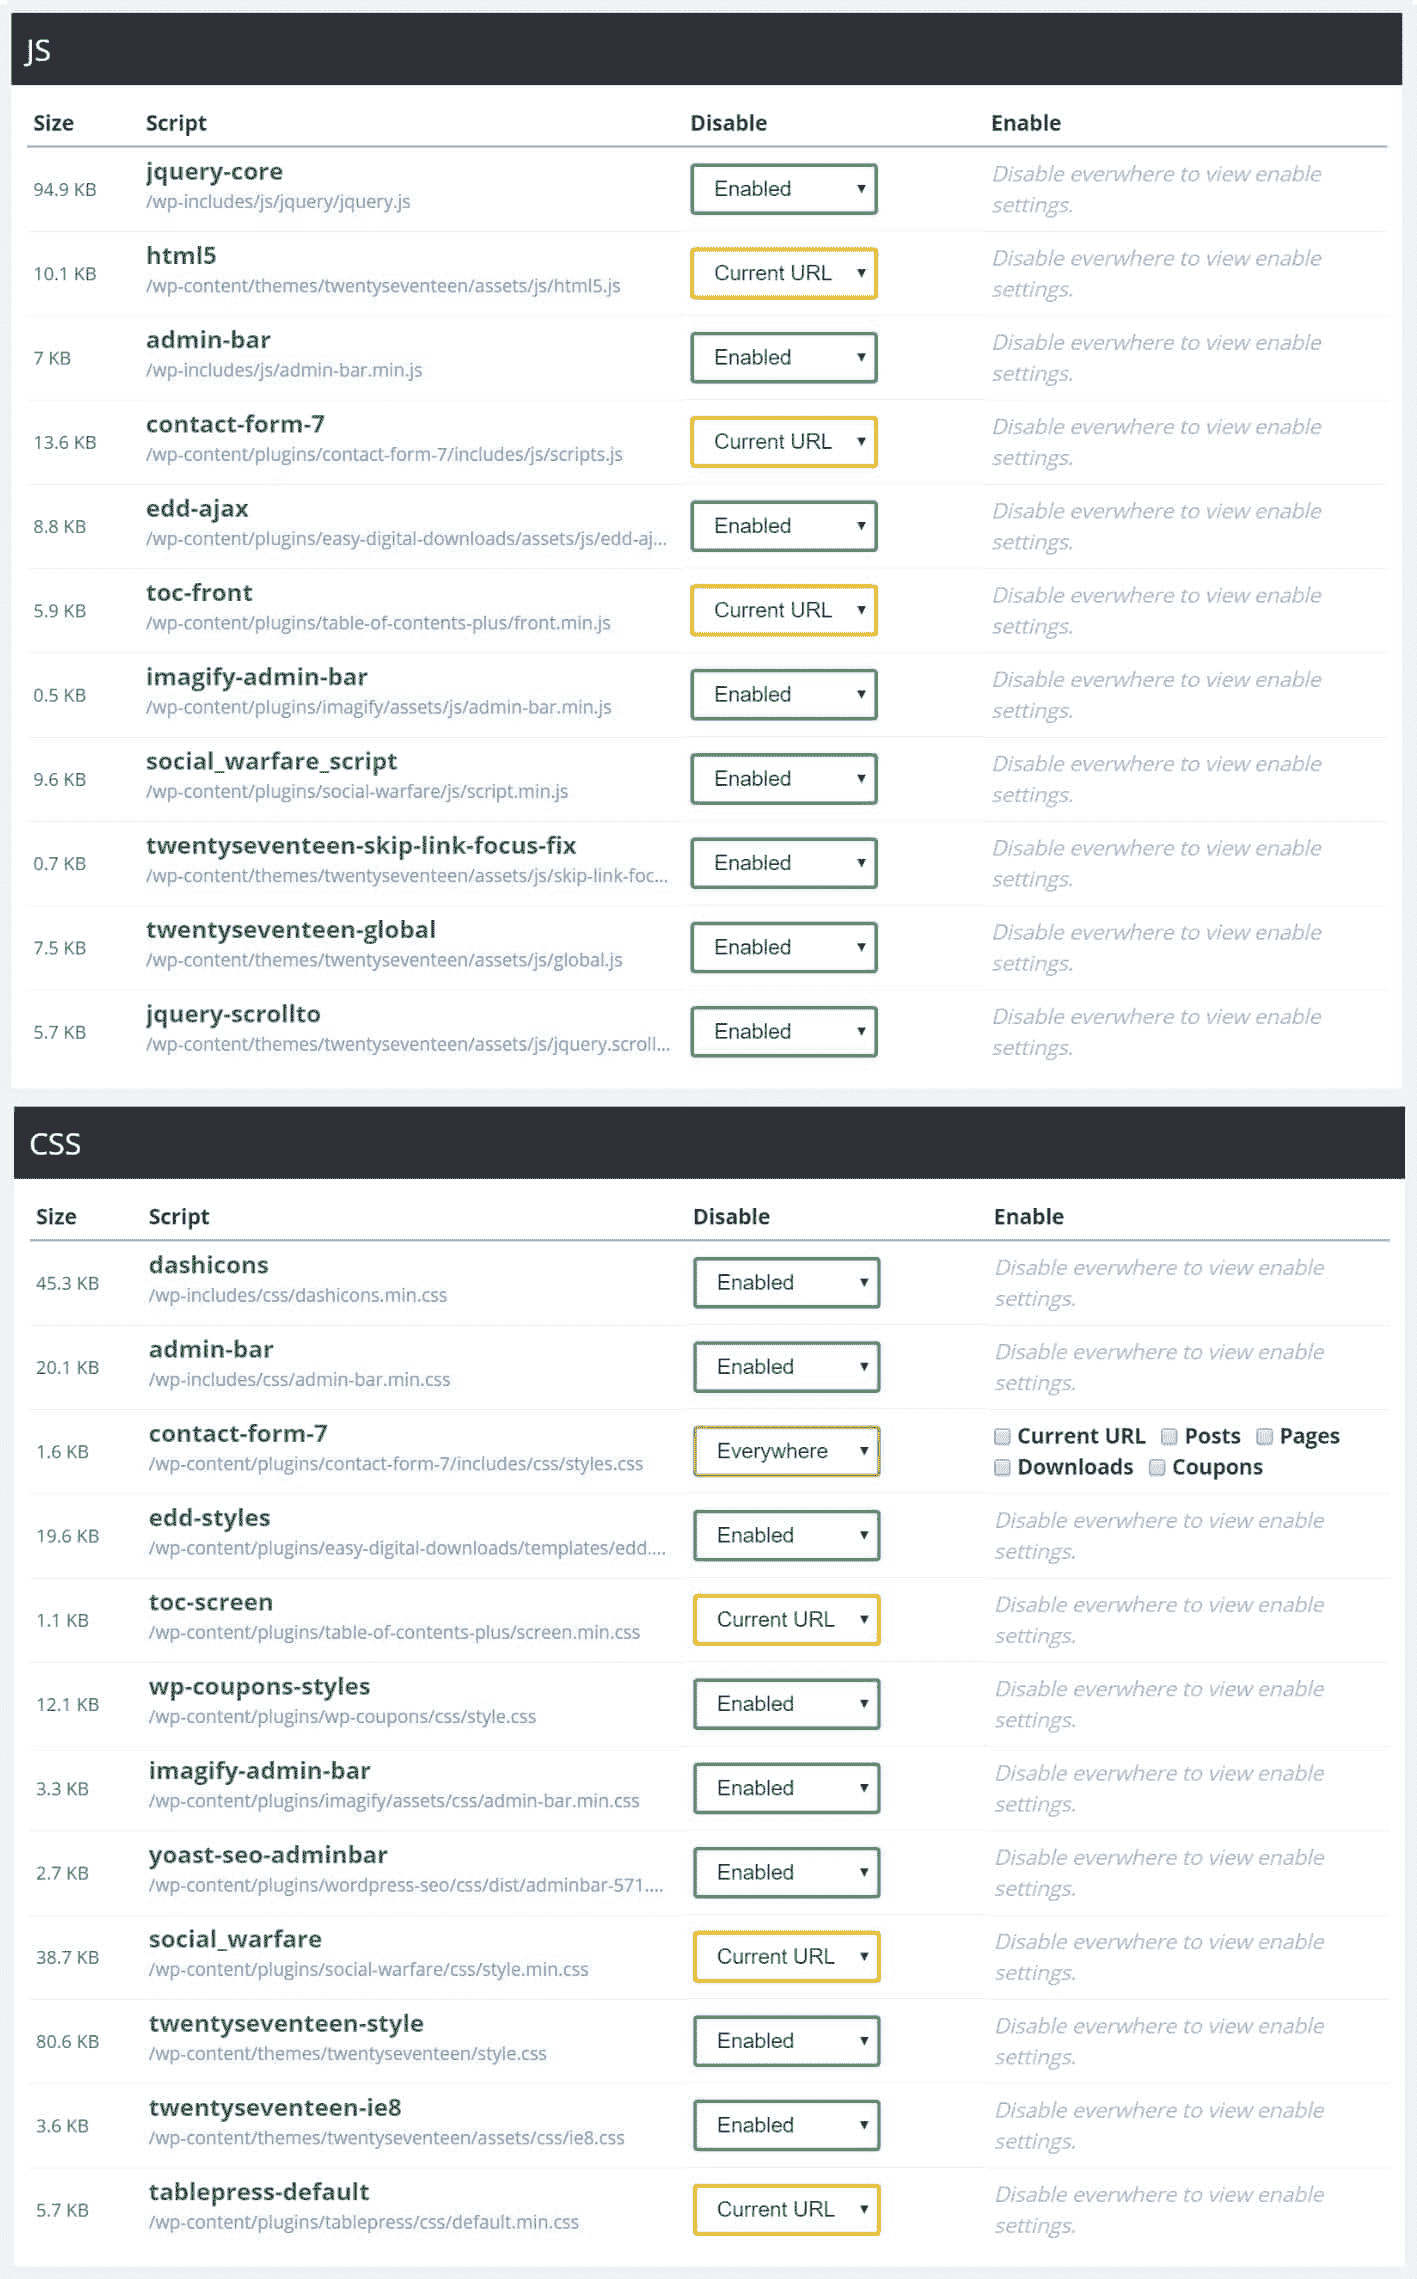 JS
Size Script Disable Enable
jquery-core
94.9 KB /wp-includes/js/jquery/jquery.js Enabled Disable everwhere to view enable
settings.
html5
10.1 KB /wp-content/themes/twentyseventeen/assets/js/html5.js Current URL Disable everwhere to view enable
settings.
admin-bar
7 KB /wp-includes/js/admin-bar.min.js Enabled Disable everwhere to view enable
settings.
contact-form-7
13.6 KB /wp-content/plugins/contact-form-7/includes/js/scripts.js Current URL Disable everwhere to view enable
settings.
edd-ajax
8.8 KB /wp-content/plugins/easy-digital-downloads/assets/js/edd-aj... Enabled Disable everwhere to view enable
settings.
toc-front
5.9 KB /wp-content/plugins/table-of-contents-plus/front.min.js Current URL Disable everwhere to view enable
settings.
imagify-admin-bar
0.5 KB /wp-content/plugins/imagify/assets/js/admin-bar.min.js Enabled Disable everwhere to view enable
settings.
social_warfare_script
9.6 KB /wp-content/plugins/social-warfare/js/script.min.js Enabled Disable everwhere to view enable
settings.
twentyseventeen-skip-link-focus-fix
0.7 KB /wp-content/themes/twentyseventeen/assets/js/skip-link-foc... Enabled Disable everwhere to view enable
settings.
twentyseventeen-global
7.5 KB /wp-content/themes/twentyseventeen/assets/js/global.js Enabled Disable everwhere to view enable
settings.
jquery-scrollto
5.7 KB /wp-content/themes/twentyseventeen/assets/js/jquery.scroll... Enabled Disable everwhere to view enable
settings.
CSS
Size Script Disable Enable
dashicons
45.3 KB /wp-includes/css/dashicons.min.css Enabled Disable everwhere to view enable
settings.
admin-bar
20.1 KB /wp-includes/css/admin-bar.min.css Enabled Disable everwhere to view enable
settings.
contact-form-7
1.6 KB /wp-content/plugins/contact-form-7/includes/css/styles.css Everywhere Current URL Posts Pages
Downloads Coupons
edd-styles
19.6 KB /wp-content/plugins/easy-digital-downloads/templates/edd.... Enabled Disable everwhere to view enable
settings.
toc-screen
1.1 KB /wp-content/plugins/table-of-contents-plus/screen.min.css Current URL Disable everwhere to view enable
settings.
wp-coupons-styles
12.1 KB /wp-content/plugins/wp-coupons/css/style.css Enabled Disable everwhere to view enable
settings.
imagify-admin-bar
3.3 KB /wp-content/plugins/imagify/assets/css/admin-bar.min.css Enabled Disable everwhere to view enable
settings.
yoast-seo-adminbar
2.7 KB /wp-content/plugins/wordpress-seo/css/dist/adminbar-571.... Enabled Disable everwhere to view enable
settings.
social_warfare
38.7 KB /wp-content/plugins/social-warfare/css/style.min.css Current URL Disable everwhere to view enable
settings.
twentyseventeen-style
80.6 KB /wp-content/themes/twentyseventeen/style.css Enabled Disable everwhere to view enable
settings.
twentyseventeen-ie8
3.6 KB /wp-content/themes/twentyseventeen/assets/css/ie8.css Enabled Disable everwhere to view enable
settings.
tablepress-default
5.7 KB /wp-content/plugins/tablepress/css/default.min.css Current URL Disable everwhere to view enable
settings.